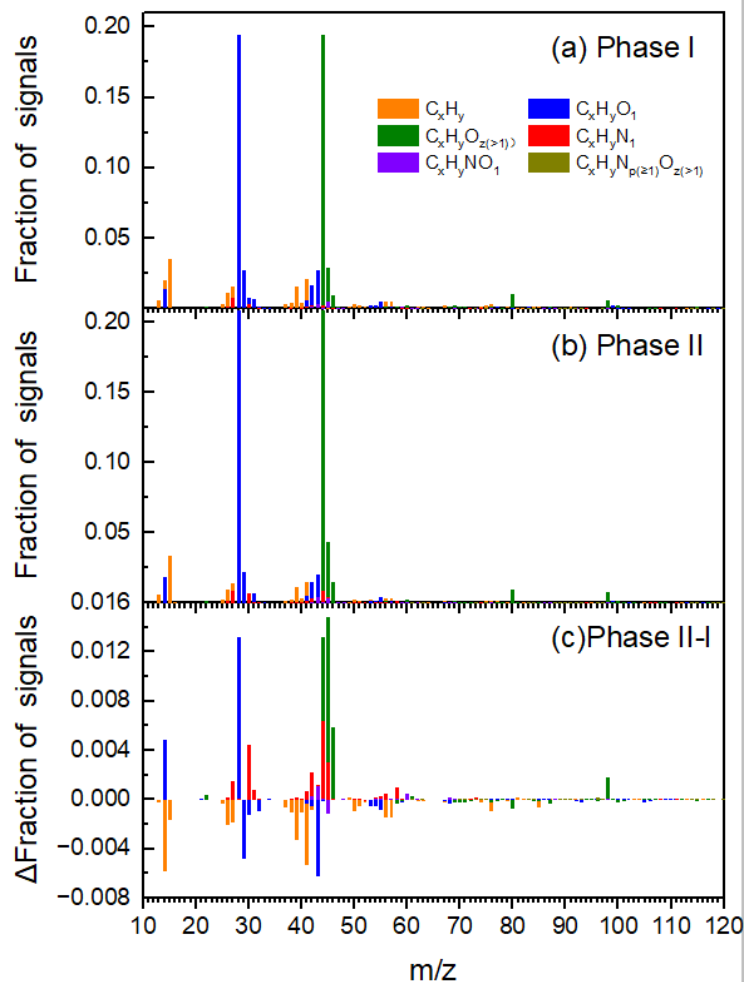 (a) Phase I
0.20
0.15
0.10
0.05
Fraction of signals
CxHy
CxHyO1
CxHyOz(>1))
CxHyN1
CxHyNO1
CxHyNp(≥1)Oz(>1)
(b) Phase II
0.20
0.15
0.10
0.05
Fraction of signals
(c)Phase II-I
0.016
0.012
0.008
0.004
0.000
−0.004
−0.008
ΔFraction of signals
10 20 30 40 50 60 70 80 90 100 110 120
m/z